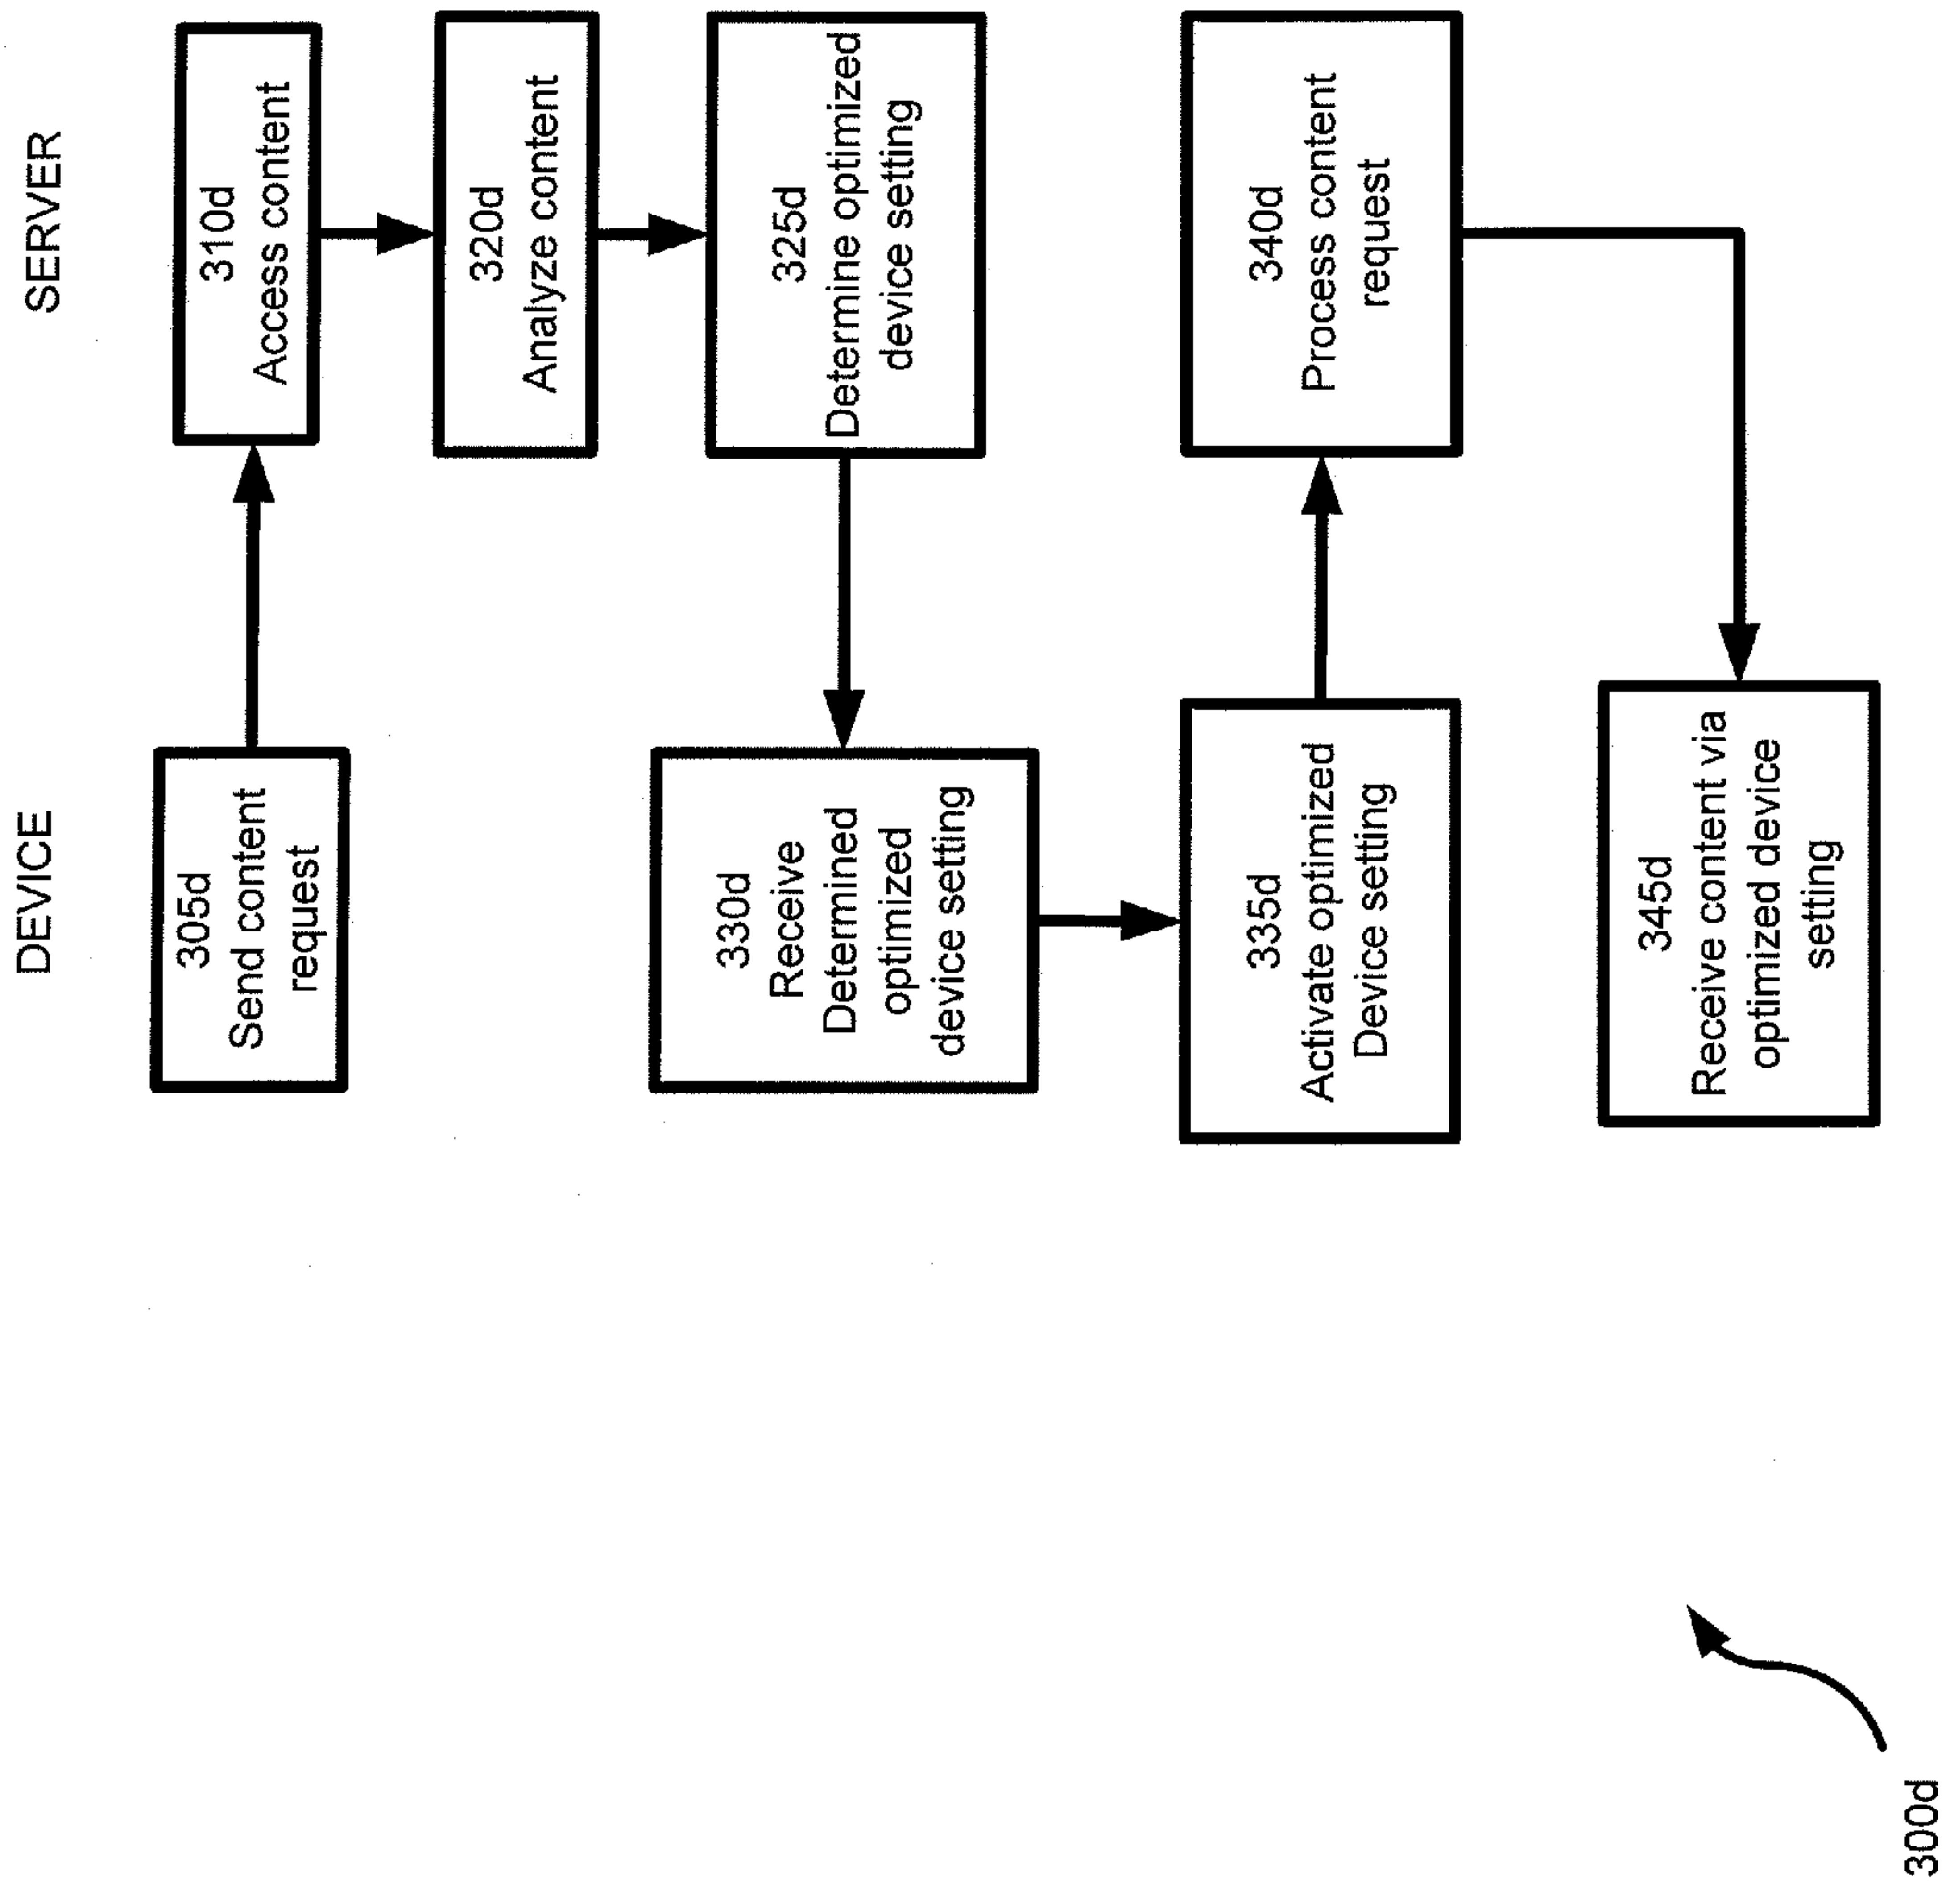 DEVICE
SERVER
305d
Send content
request
310d
Access content
320d
Analyze content
325d
Determine optimized
device setting
330d
Receive
Determined
optimized
device setting
335d
Activate optimized
Device setting
340d
Process content
request
345d
Receive content via
optimized device
setting
300d